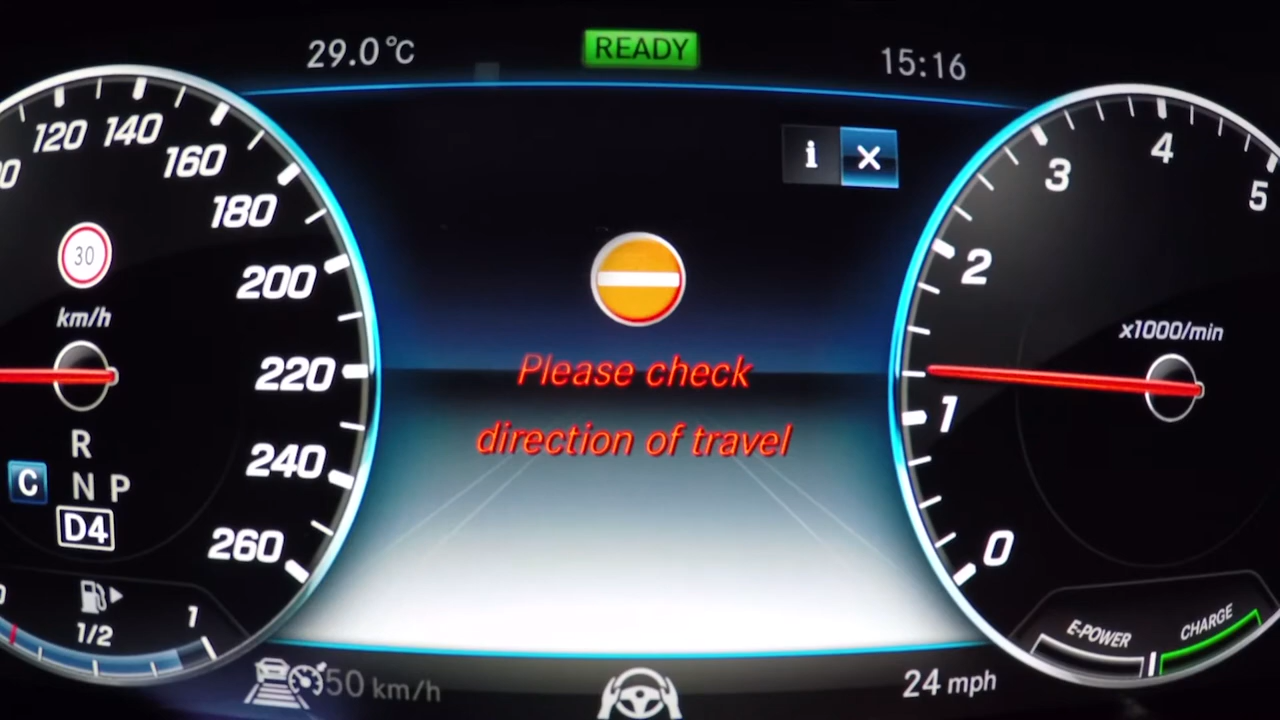 29.0°C
READY
15:16
i
120
140
160
180
200
220
240
260
30
km/h
R
C
N P
D4
1/2
1
Please check
direction of travel
5
4
3
2
1
0
x1000/min
E-POWER
CHARGE
50 km/h
24 mph